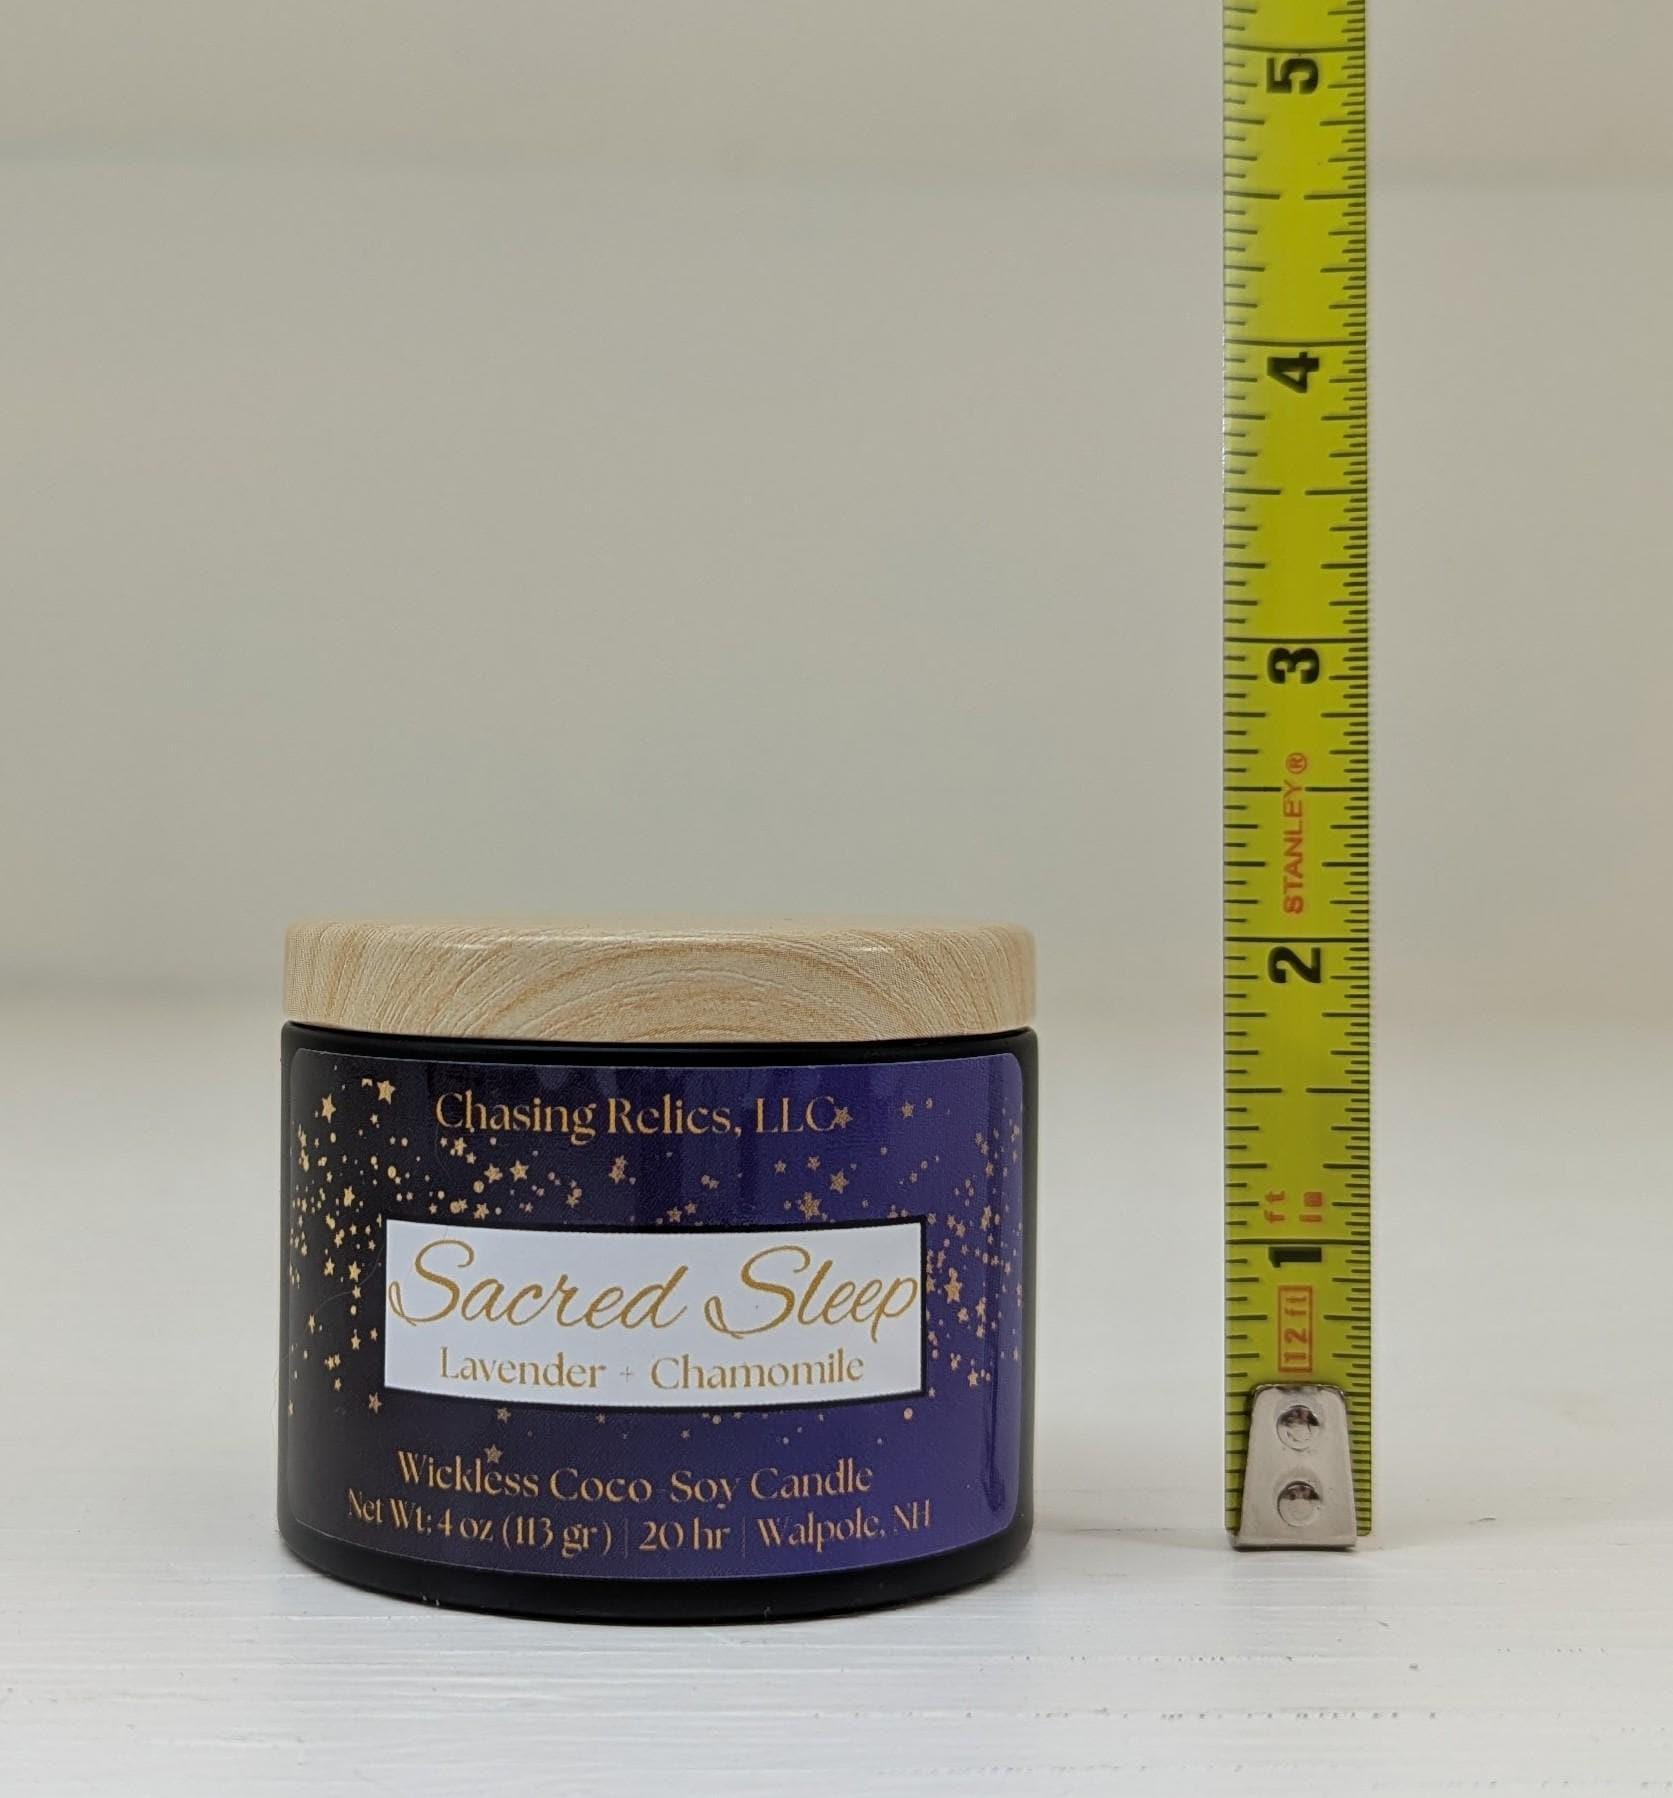 Chasing Relics, LLC
Sacred Sleep
Lavender + Chamomile
Wickless Coco-Soy Candle
Net Wt: 4 oz (113 gr) | 20 hr | Walpole, NH
5
4
3
STANLEY®
2
1 ft
1
12 ft